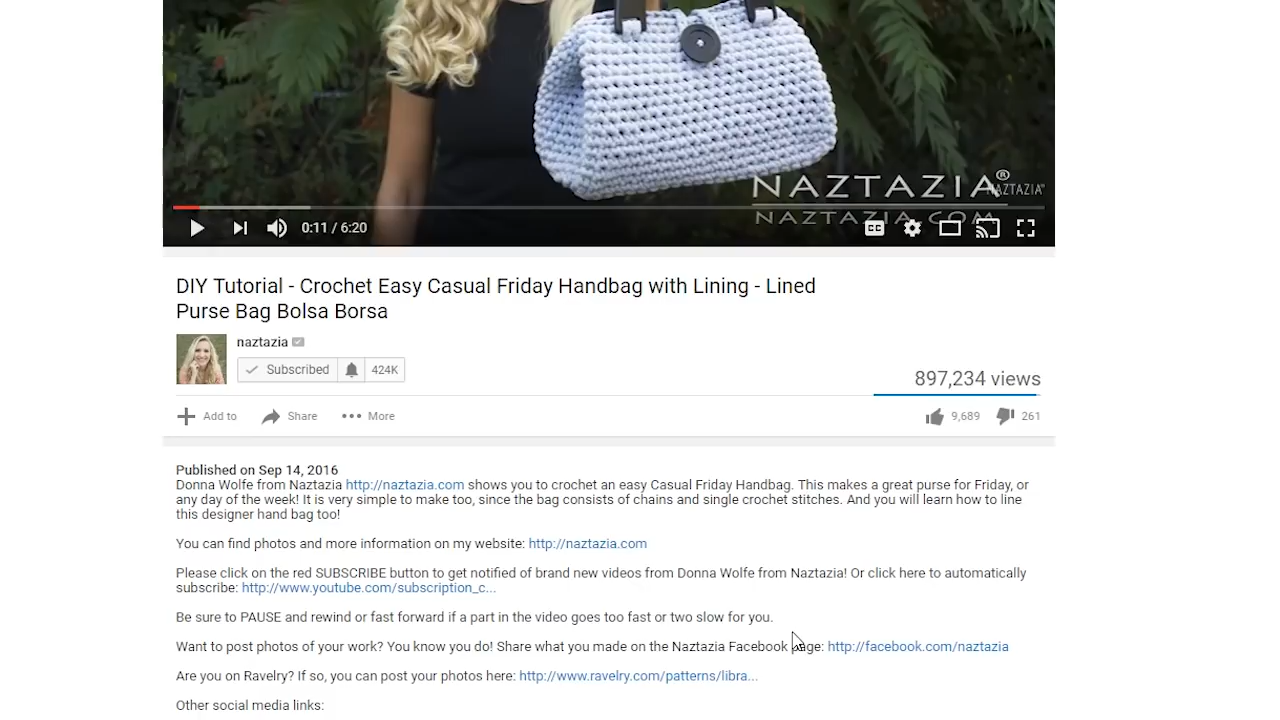 NAZTAZIA®
NAZTAZIA"
NAZTAZIA.COM
0:11 / 6:20
CC
DIY Tutorial - Crochet Easy Casual Friday Handbag with Lining - Lined
Purse Bag Bolsa Borsa
naztazia
Subscribed 424K
897,234 views
Add to Share More 9,689 261
Published on Sep 14, 2016
Donna Wolfe from Naztazia http://naztazia.com shows you to crochet an easy Casual Friday Handbag. This makes a great purse for Friday, or
any day of the week! It is very simple to make too, since the bag consists of chains and single crochet stitches. And you will learn how to line
this designer hand bag too!
You can find photos and more information on my website: http://naztazia.com
Please click on the red SUBSCRIBE button to get notified of brand new videos from Donna Wolfe from Naztazia! Or click here to automatically
subscribe: http://www.youtube.com/subscription_c...
Be sure to PAUSE and rewind or fast forward if a part in the video goes too fast or two slow for you.
Want to post photos of your work? You know you do! Share what you made on the Naztazia Facebook page: http://facebook.com/naztazia
Are you on Ravelry? If so, you can post your photos here: http://www.ravelry.com/patterns/libra...
Other social media links: